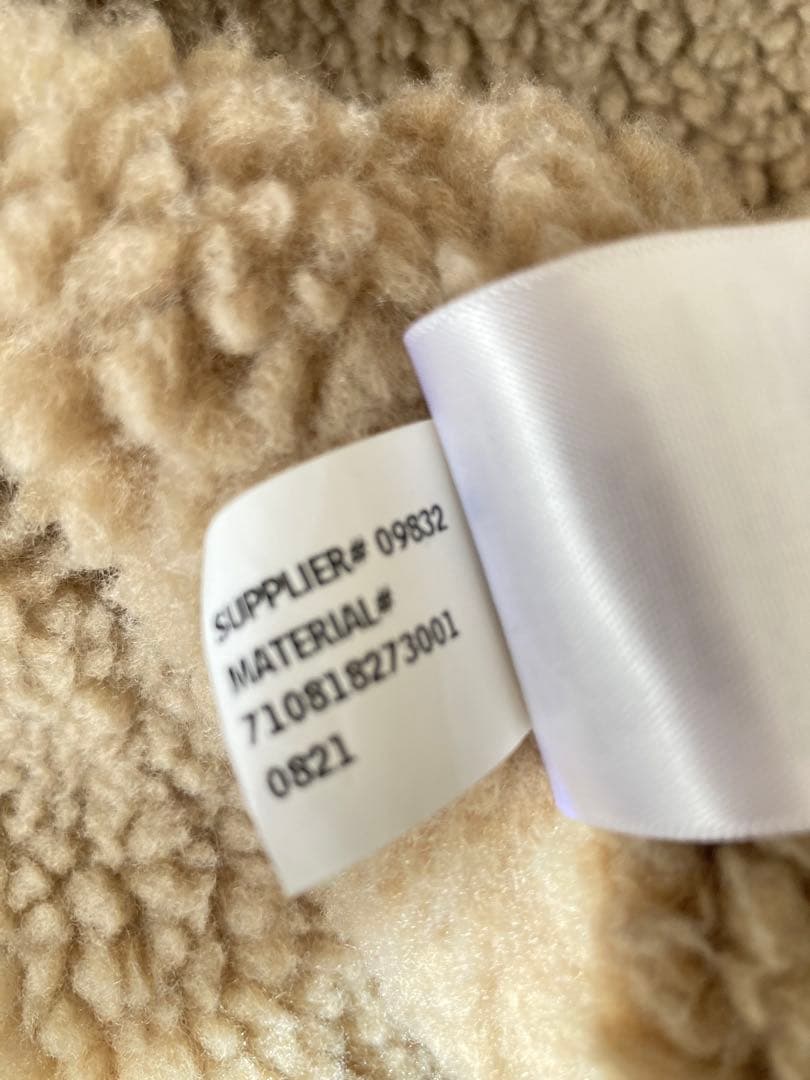 SUPPLIER# 09832
MATERIAL#
710818273001
0821